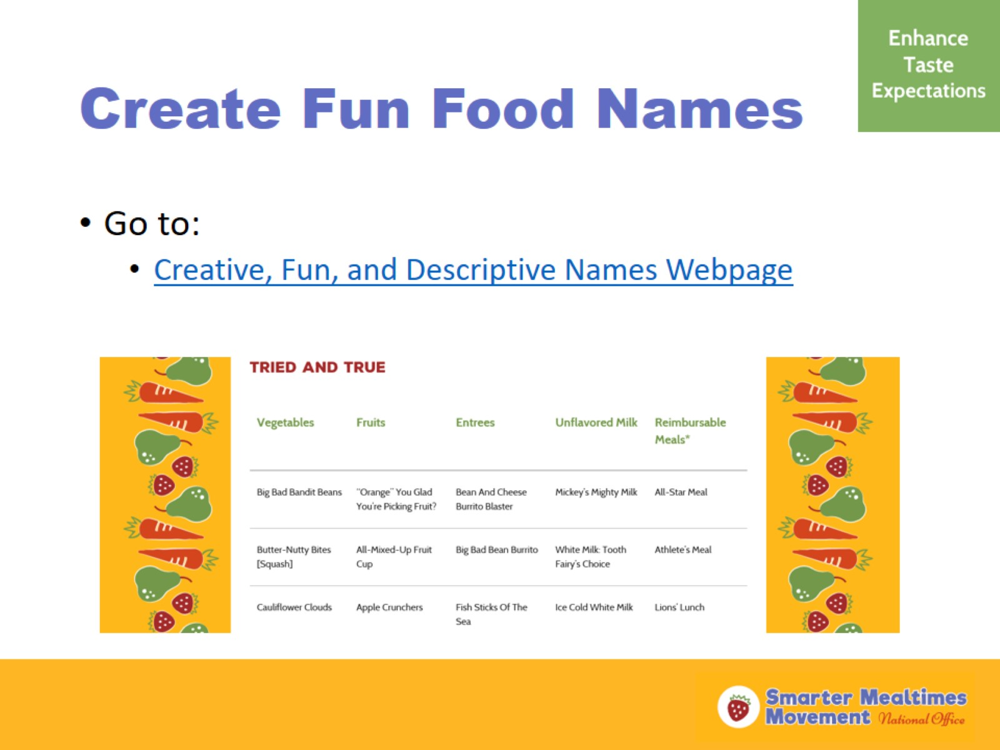 Enhance
Taste
Expectations
Create Fun Food Names
• Go to:
• Creative, Fun, and Descriptive Names Webpage
TRIED AND TRUE
Vegetables Fruits Entrees Unflavored Milk Reimbursable
Meals*
Big Bad Bandit Beans "Orange" You Glad Bean And Cheese Mickey's Mighty Milk All-Star Meal
You're Picking Fruit? Burrito Blaster
Butter-Nutty Bites All-Mixed-Up Fruit Big Bad Bean Burrito White Milk: Tooth Athlete's Meal
[Squash] Cup Fairy's Choice
Cauliflower Clouds Apple Crunchers Fish Sticks Of The Ice Cold White Milk Lions' Lunch
Sea
Smarter Mealtimes
Movement National Office